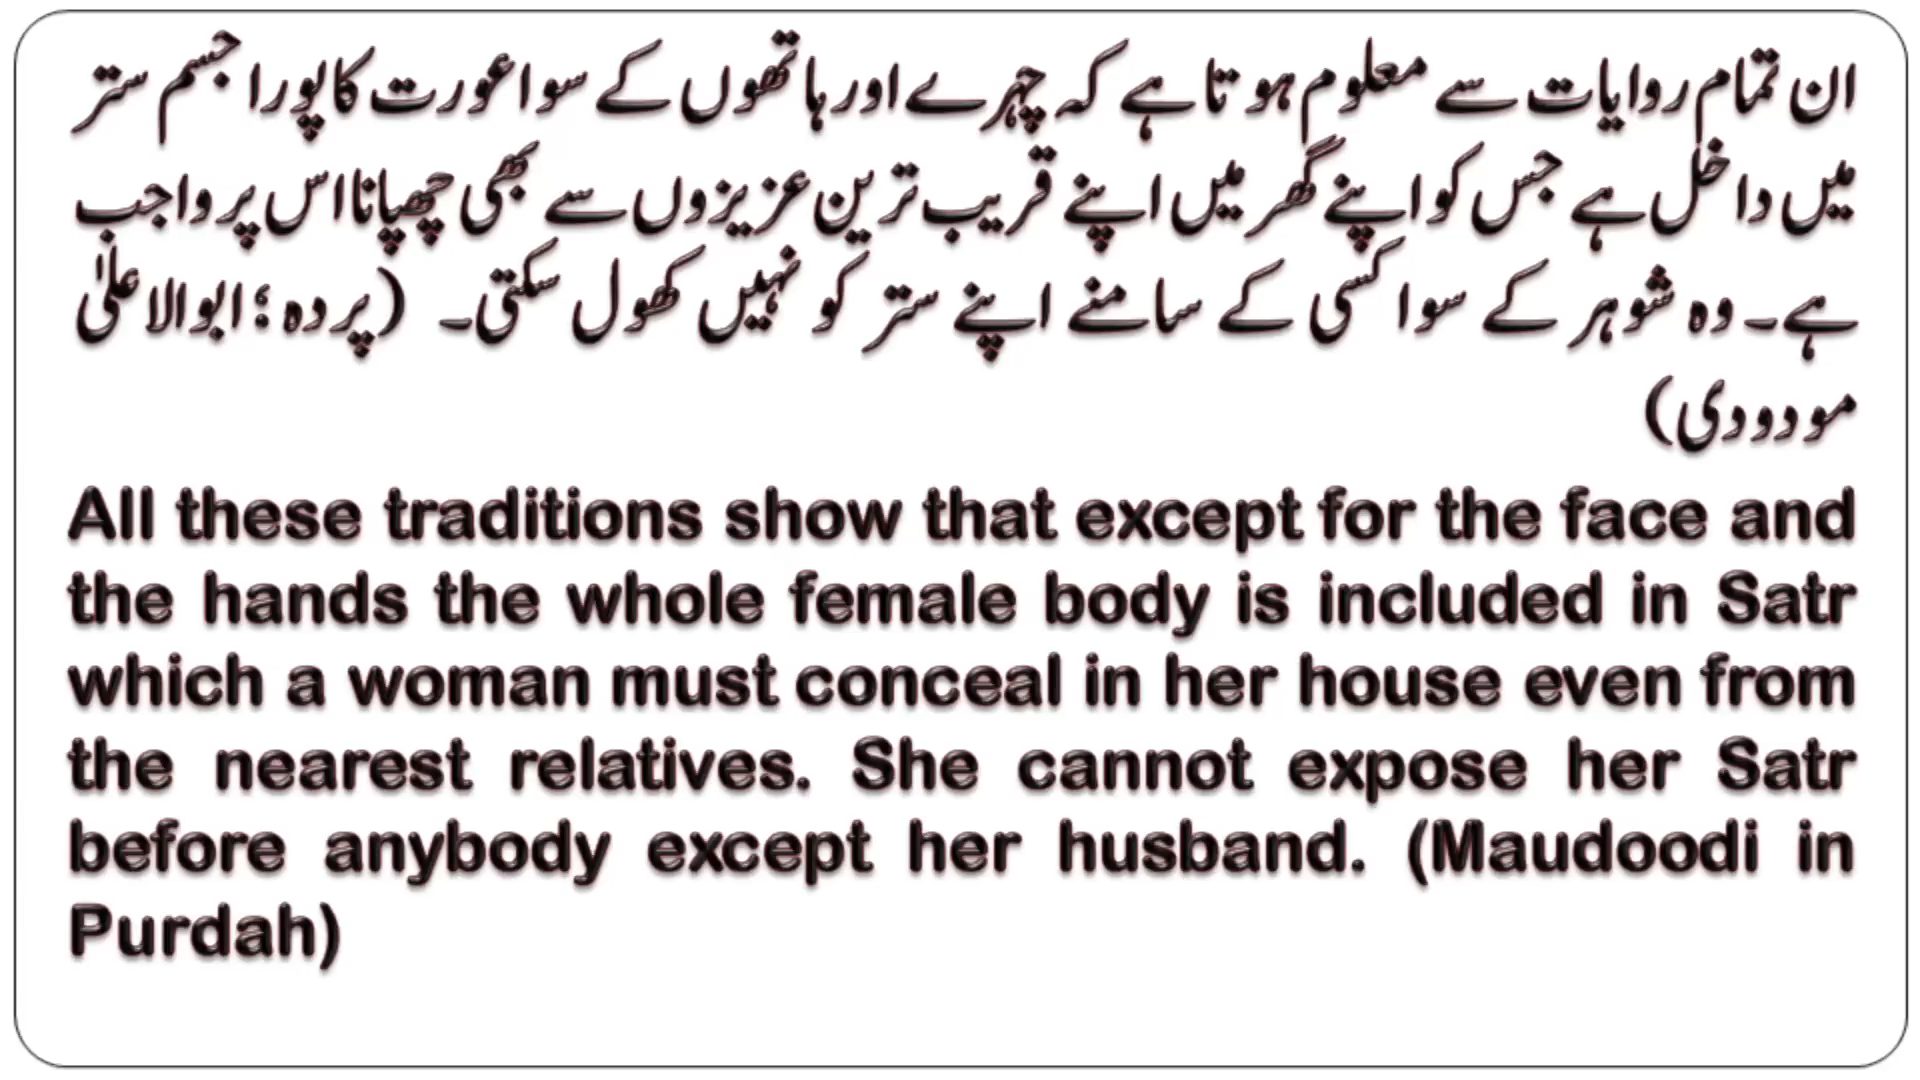 ان تمام روایات سے معلوم ہوتا ہے کہ چہرے اور ہاتھوں کے سوا عورت کا پورا جسم ستر
میں داخل ہے جس کو اپنے گھر میں اپنے قریب ترین عزیزوں سے بھی چھپانا اس پر واجب
ہے۔ وہ شوہر کے سوا کسی کے سامنے اپنے ستر کو نہیں کھول سکتی۔ (پردہ ؛ ابوالا علیٰ
مودودی)
All these traditions show that except for the face and
the hands the whole female body is included in Satr
which a woman must conceal in her house even from
the nearest relatives. She cannot expose her Satr
before anybody except her husband. (Maudoodi in
Purdah)